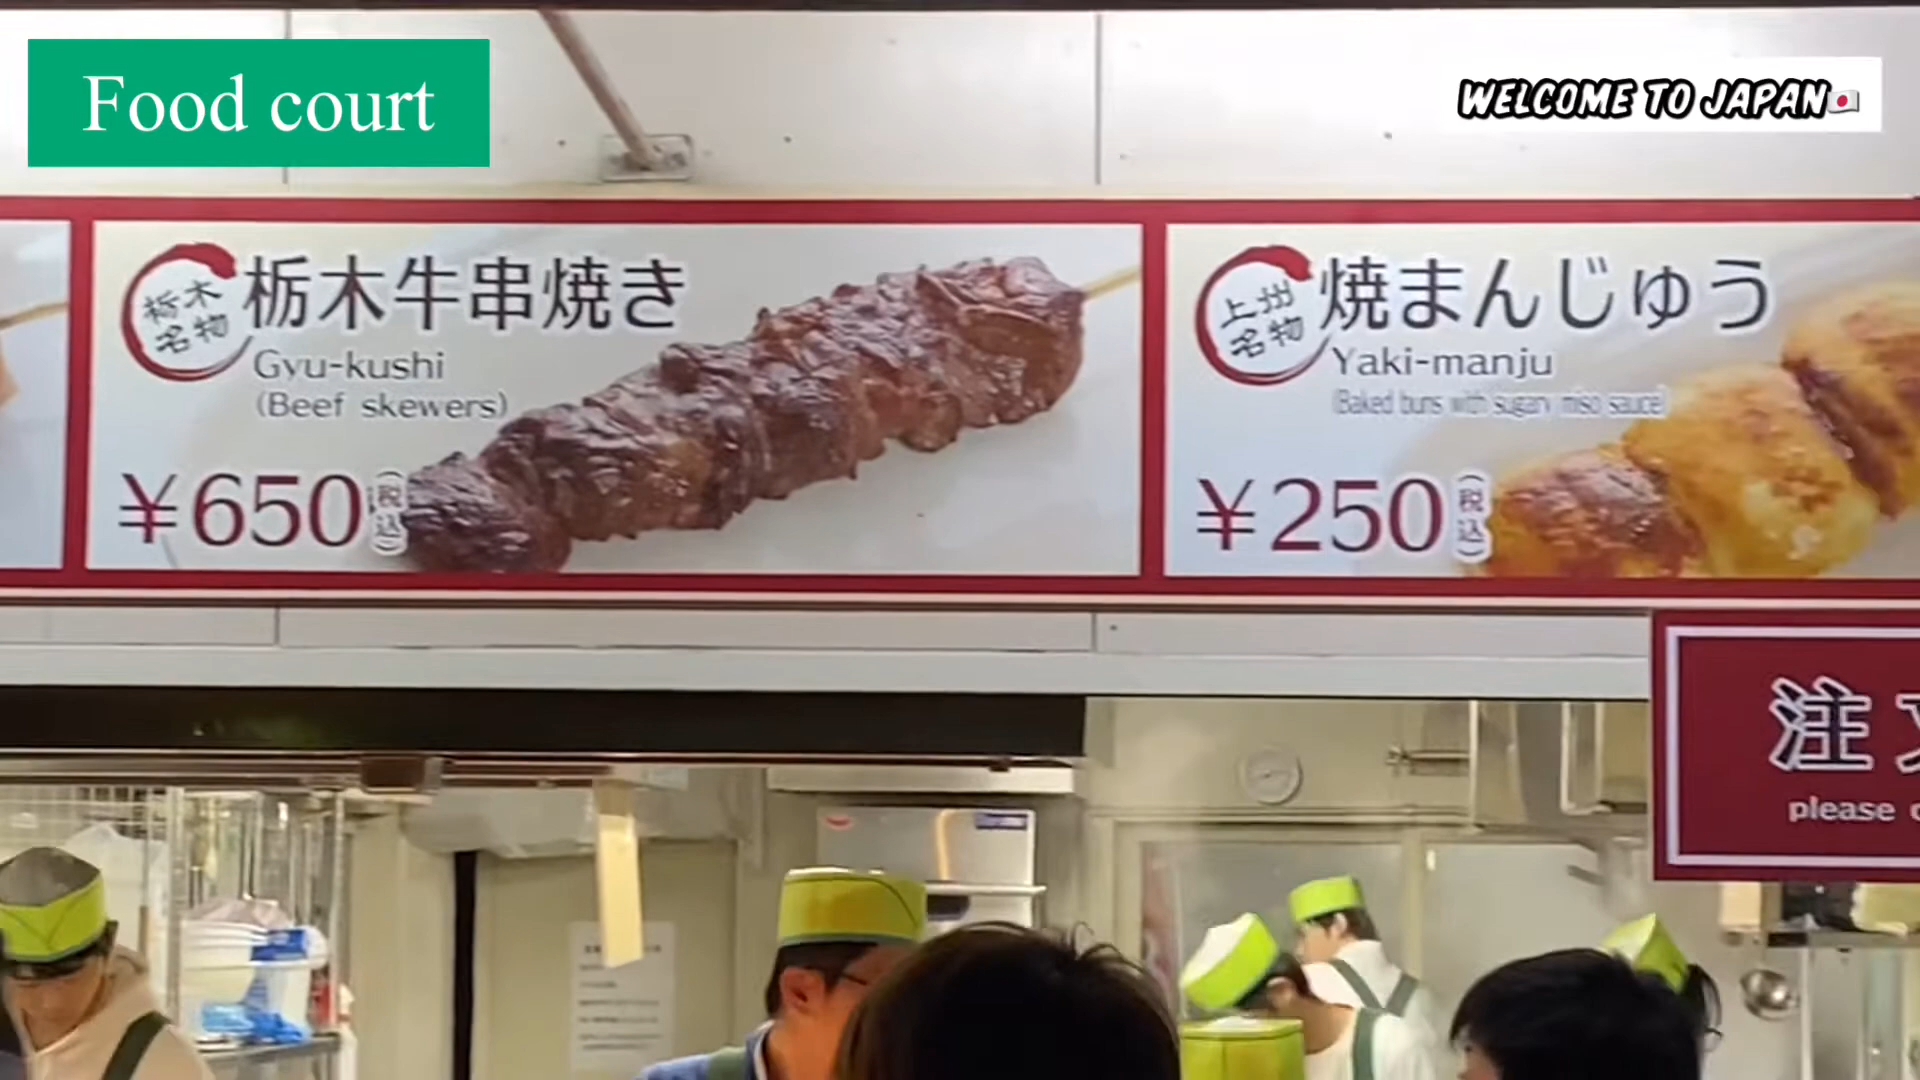 Food court
WELCOME TO JAPAN
栃木
名物
栃木牛串焼き
Gyu-kushi
(Beef skewers)
¥650(税込)
上州
名物
焼まんじゅう
Yaki-manju
(Baked buns with sugary miso sauce)
¥250(税込)
注
please